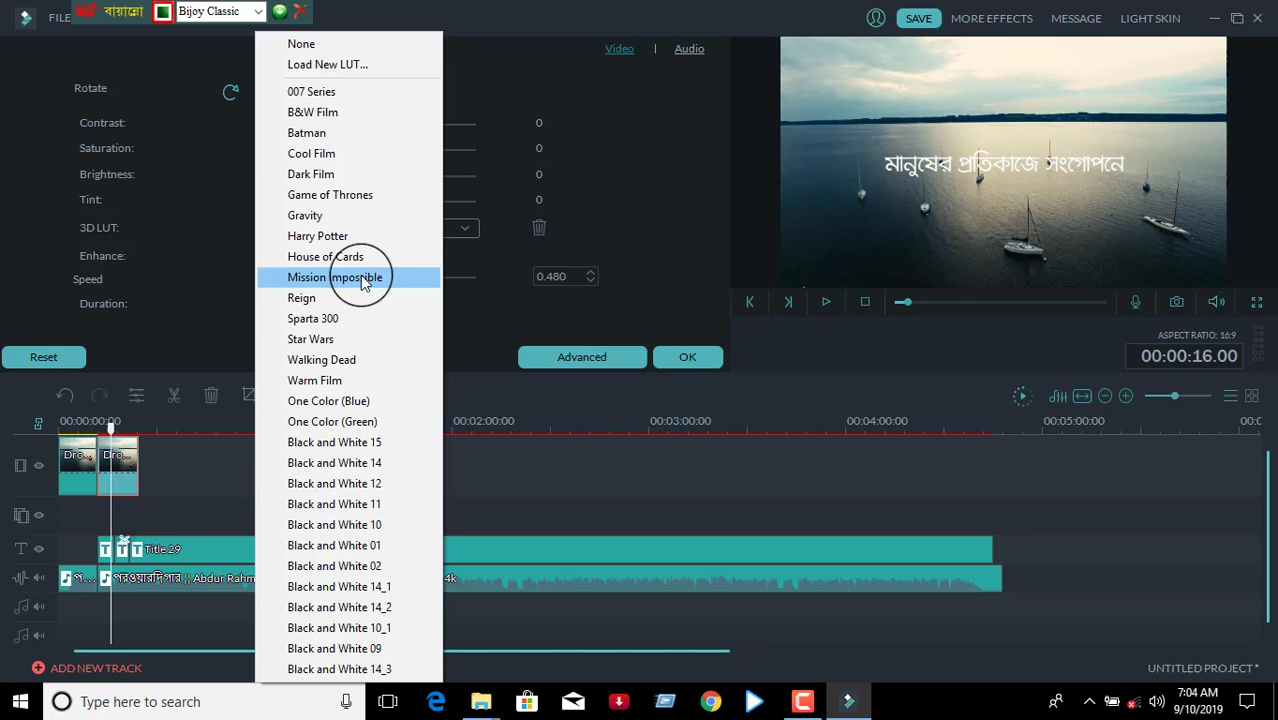 FILE
বায়ান্নো
Bijoy Classic
SAVE
MORE EFFECTS
MESSAGE
LIGHT SKIN
Video
Audio
Rotate
Contrast:
0
Saturation:
0
Brightness:
0
Tint:
0
3D LUT:
Enhance:
Speed
0.480
Duration:
Reset
Advanced
OK
None
Load New LUT...
007 Series
B&W Film
Batman
Cool Film
Dark Film
Game of Thrones
Gravity
Harry Potter
House of Cards
Mission Impossible
Reign
Sparta 300
Star Wars
Walking Dead
Warm Film
One Color (Blue)
One Color (Green)
Black and White 15
Black and White 14
Black and White 12
Black and White 11
Black and White 10
Black and White 01
Black and White 02
Black and White 14_1
Black and White 14_2
Black and White 10_1
Black and White 09
Black and White 14_3
মানুষের প্রতিকাজে সংগোপনে
ASPECT RATIO: 16:9
00:00:16.00
00:00:00:00
00:02:00:00
00:03:00:00
00:04:00:00
00:05:00:00
Dro...
Dro...
T
T
T Title 29
প...
পরওয়ারদিগার || Abdur Rahm
4k
ADD NEW TRACK
UNTITLED PROJECT *
Type here to search
7:04 AM
9/10/2019